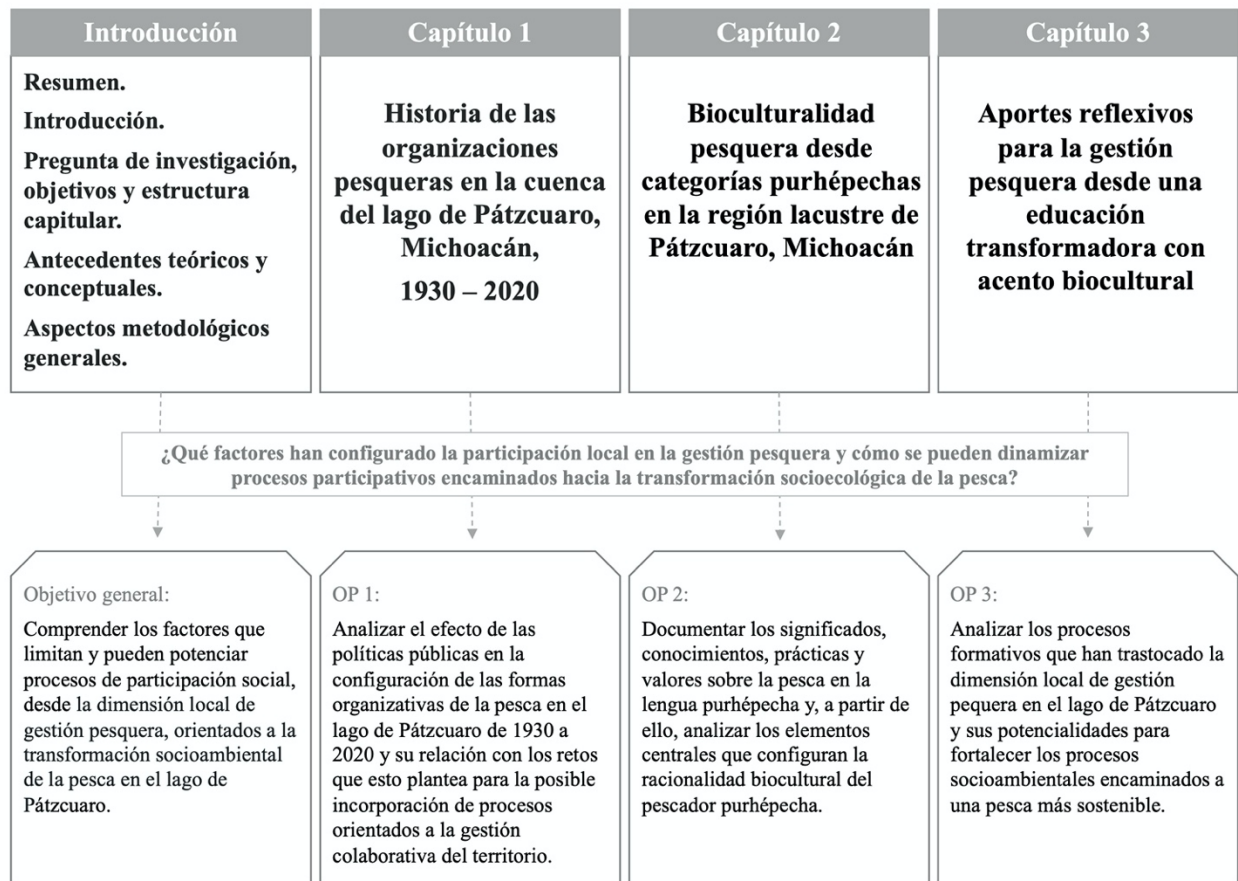 Introducción
Resumen.
Introducción.
Pregunta de investigación,
objetivos y estructura
capitular.
Antecedentes teóricos y
conceptuales.
Aspectos metodológicos
generales.
Capítulo 1
Historia de las
organizaciones
pesqueras en la cuenca
del lago de Pátzcuaro,
Michoacán,
1930 – 2020
Capítulo 2
Bioculturalidad
pesquera desde
categorías purhépechas
en la región lacustre de
Pátzcuaro, Michoacán
Capítulo 3
Aportes reflexivos
para la gestión
pesquera desde una
educación
transformadora con
acento biocultural
¿Qué factores han configurado la participación local en la gestión pesquera y cómo se pueden dinamizar
procesos participativos encaminados hacia la transformación socioecológica de la pesca?
Objetivo general:
Comprender los factores que
limitan y pueden potenciar
procesos de participación social,
desde la dimensión local de
gestión pesquera, orientados a la
transformación socioambiental
de la pesca en el lago de
Pátzcuaro.
OP 1:
Analizar el efecto de las
políticas públicas en la
configuración de las formas
organizativas de la pesca en el
lago de Pátzcuaro de 1930 a
2020 y su relación con los retos
que esto plantea para la posible
incorporación de procesos
orientados a la gestión
colaborativa del territorio.
OP 2:
Documentar los significados,
conocimientos, prácticas y
valores sobre la pesca en la
lengua purhépecha y, a partir de
ello, analizar los elementos
centrales que configuran la
racionalidad biocultural del
pescador purhépecha.
OP 3:
Analizar los procesos
formativos que han trastocado la
dimensión local de gestión
pequera en el lago de Pátzcuaro
y sus potencialidades para
fortalecer los procesos
socioambientales encaminados a
una pesca más sostenible.